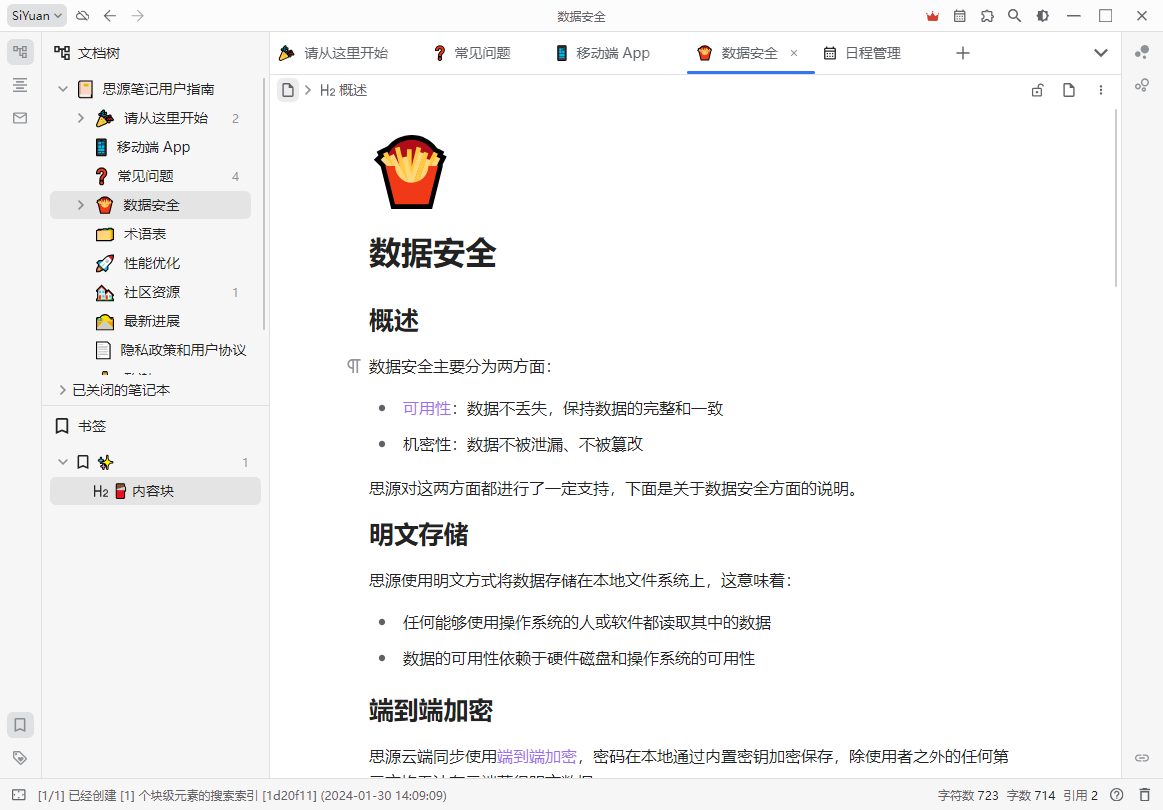 SiYuan
数据安全
文档树
思源笔记用户指南
请从这里开始 2
移动端 App
常见问题 4
数据安全
术语表
性能优化
社区资源 1
最新进展
隐私政策和用户协议
已关闭的笔记本
书签
1
H2 内容块
请从这里开始 常见问题 移动端 App 数据安全 × 日程管理
H2 概述
数据安全
概述
数据安全主要分为两方面：
• 可用性：数据不丢失，保持数据的完整和一致
• 机密性：数据不被泄漏、不被篡改
思源对这两方面都进行了一定支持，下面是关于数据安全方面的说明。
明文存储
思源使用明文方式将数据存储在本地文件系统上，这意味着：
• 任何能够使用操作系统的人或软件都读取其中的数据
• 数据的可用性依赖于硬件磁盘和操作系统的可用性
端到端加密
思源云端同步使用端到端加密，密码在本地通过内置密钥加密保存，除使用者之外的任何第
[1/1] 已经创建 [1] 个块级元素的搜索索引 [1d20f11] (2024-01-30 14:09:09)
字符数 723 字数 714 引用 2